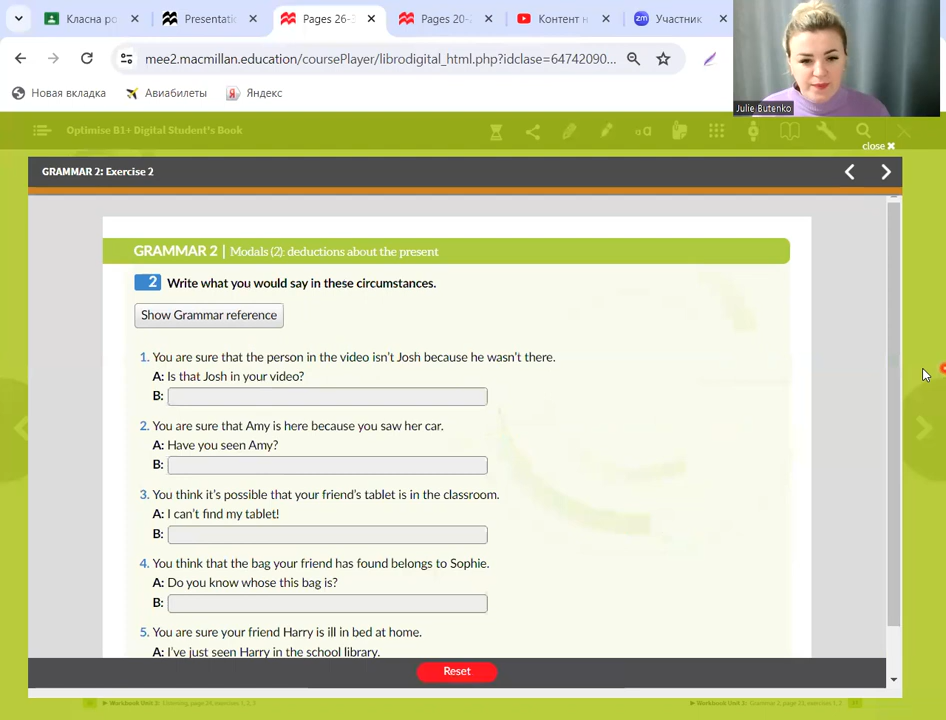 Класна ро
Presentatio
Pages 26-3
Pages 20-2
Контент н
Участник
mee2.macmillan.education/coursePlayer/librodigital_html.php?idclase=64742090...
Новая вкладка
Авиабилеты
Яндекс
Julie Butenko
Optimise B1+ Digital Student's Book
close ✖
GRAMMAR 2: Exercise 2
GRAMMAR 2 | Modals (2): deductions about the present
2 Write what you would say in these circumstances.
Show Grammar reference
1. You are sure that the person in the video isn't Josh because he wasn't there.
A: Is that Josh in your video?
B:
2. You are sure that Amy is here because you saw her car.
A: Have you seen Amy?
B:
3. You think it's possible that your friend's tablet is in the classroom.
A: I can't find my tablet!
B:
4. You think that the bag your friend has found belongs to Sophie.
A: Do you know whose this bag is?
B:
5. You are sure your friend Harry is ill in bed at home.
A: I've just seen Harry in the school library.
Reset